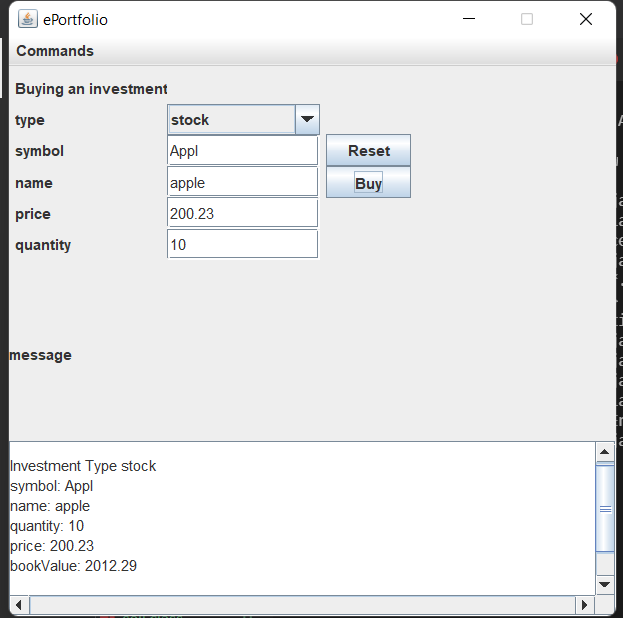 ePortfolio
Commands
Buying an investment
type stock
symbol Appl Reset
name apple Buy
price 200.23
quantity 10
message
Investment Type stock
symbol: Appl
name: apple
quantity: 10
price: 200.23
bookValue: 2012.29